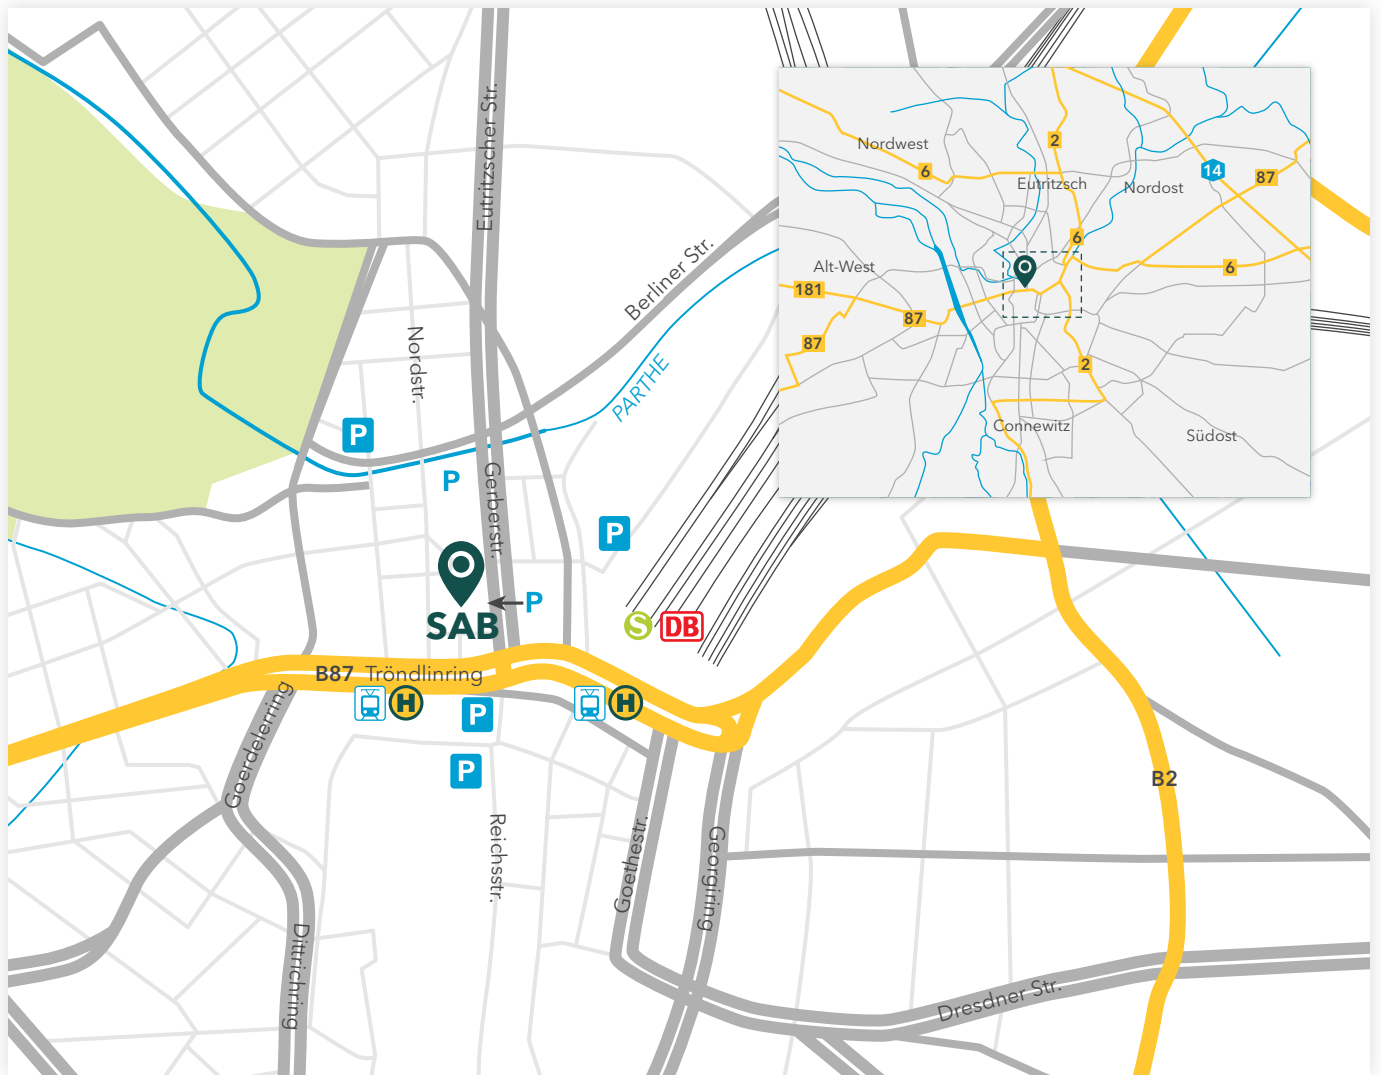 Eutritzscher Str.
Berliner Str.
PARTHE
Nordstr.
P
P
Gerberstr.
P
P
SAB
S
DB
B87 Tröndlinring
H
H
P
P
Goerdelerring
Reichsstr.
Goethestr.
Georgiring
Dittrichring
Dresdner Str.
B2
Nordwest
2
6
Eutritzsch
Nordost
14
87
6
Alt-West
6
181
87
87
2
Connewitz
Südost